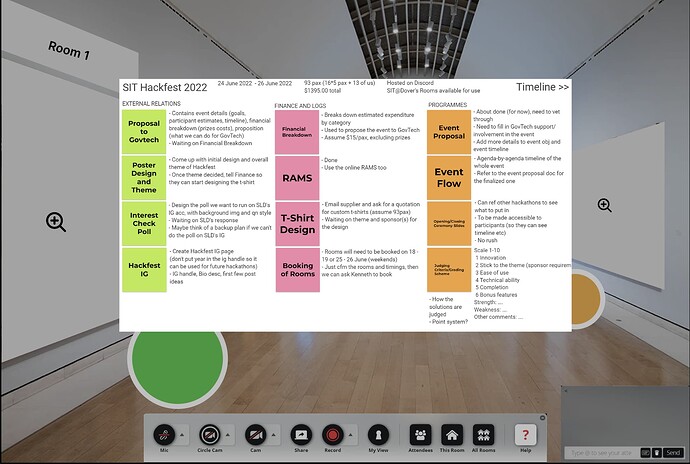 Room 1
SIT Hackfest 2022
24 June 2022 - 26 June 2022
93 pax (16*5 pax + 13 of us)
$1395.00 total
Hosted on Discord
SIT@Dover's Rooms available for use
Timeline >>
EXTERNAL RELATIONS
Proposal
to
Govtech
- Contains event details (goals,
participant estimates, timeline), financial
breakdown (prizes costs), proposition
(what we can do for GovTech)
- Waiting on Financial Breakdown
Poster
Design
and
Theme
- Come up with initial design and overall
theme of Hackfest
- Once theme decided, tell Finance so
they can start designing the t-shirt
Interest
Check
Poll
- Design the poll we want to run on SLD's
IG acc, with background img and qn style
- Waiting on SLD's response
- Maybe think of a backup plan if we can't
do the poll on SLD's IG
Hackfest
IG
- Create Hackfest IG page
(don't put year in the ig handle so it
can be used for future hackathons)
- IG handle, Bio desc, first few post
ideas
FINANCE AND LOGS
Financial
Breakdown
- Breaks down estimated expenditure
by category
- Used to propose the event to GovTech
- Assume $15/pax, excluding prizes
RAMS
- Done
- Use the online RAMS too
T-Shirt
Design
- Email supplier and ask for a quotation
for custom t-shirts (assume 93pax)
- Waiting on theme and sponsor(s) for
the design
Booking
of Rooms
- Rooms will need to be booked on 18 -
19 or 25 - 26 June (weekends)
- Just cfm the rooms and timings, then
we can ask Kenneth to book
PROGRAMMES
Event
Proposal
- About done (for now), need to vet
through
- Need to fill in GovTech support/
involvement in the event
- Add more details to event obj and
event timeline
Event
Flow
- Agenda-by-agenda timeline of the
whole event
- Refer to the event proposal doc for
the finalized one
Opening/Closing
Ceremony Slides
- Can ref other hackathons to see
what to put in
- To be made accessible to
participants (so they can see
timeline etc)
- No rush
Judging
Criteria/Grading
Scheme
Scale 1-10
1 Innovation
2 Stick to the theme (sponsor requirem
3 Ease of use
4 Technical ability
5 Completion
6 Bonus features
Strength: ....
Weakness: ....
Other comments: ....
- How the
solutions are
judged
- Point system?
Mic
Circle Cam
Cam
Share
Record
My View
Attendees
This Room
All Rooms
?
Help
Send